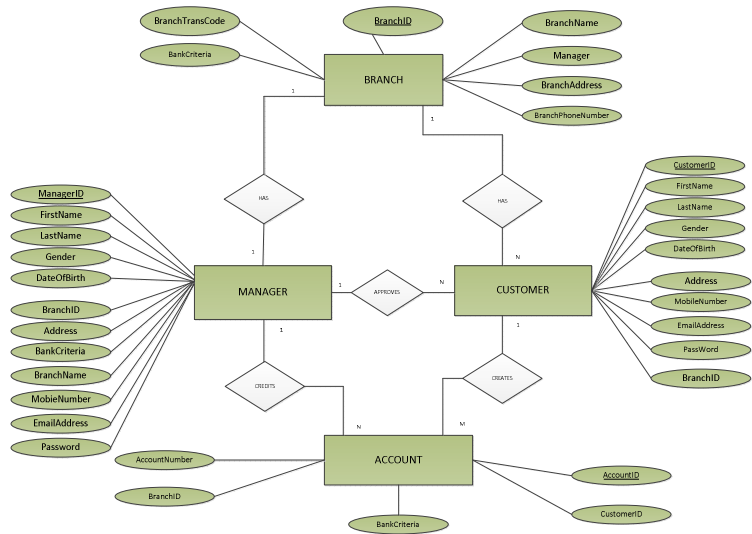 BranchTransCode
BranchID
BranchName
BankCriteria
Manager
BRANCH
BranchAddress
BranchPhoneNumber
1
1
CustomerID
FirstName
LastName
Gender
DateOfBirth
Address
MobileNumber
EmailAddress
PassWord
BranchID
ManagerID
FirstName
LastName
Gender
DateOfBirth
BranchID
Address
BankCriteria
BranchName
MobieNumber
EmailAddress
Password
HAS
HAS
1
N
MANAGER
1
APPROVES
N
CUSTOMER
1
1
CREDITS
CREATES
N
M
ACCOUNT
AccountNumber
BranchID
BankCriteria
AccountID
CustomerID